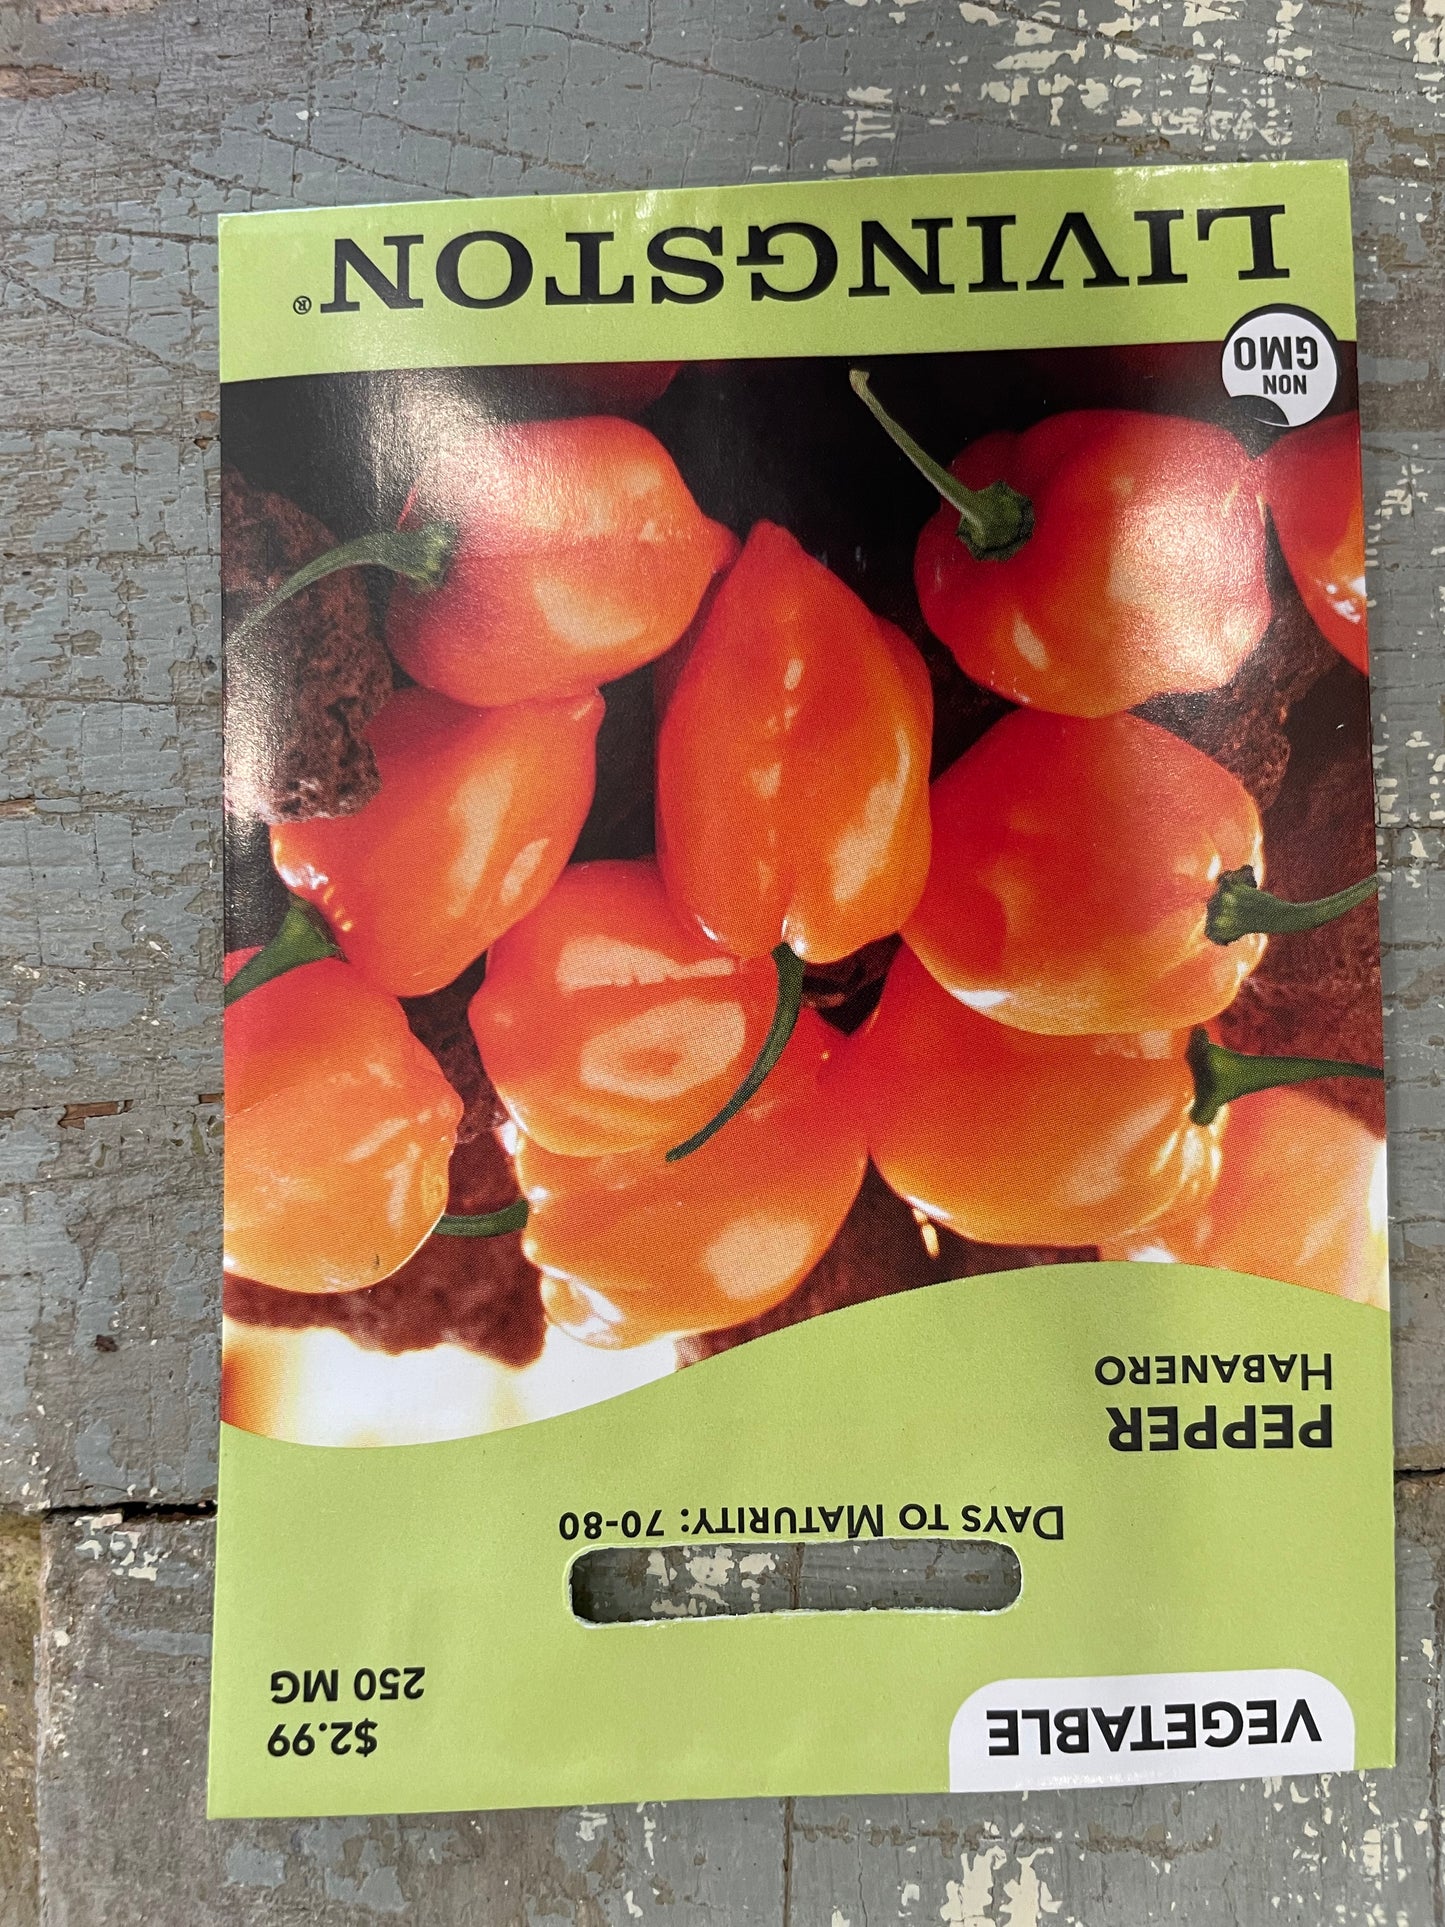 VEGETABLE
$2.99
250 MG
DAYS TO MATURITY: 70-80
PEPPER
HABANERO
NON
GMO
LIVINGSTON®